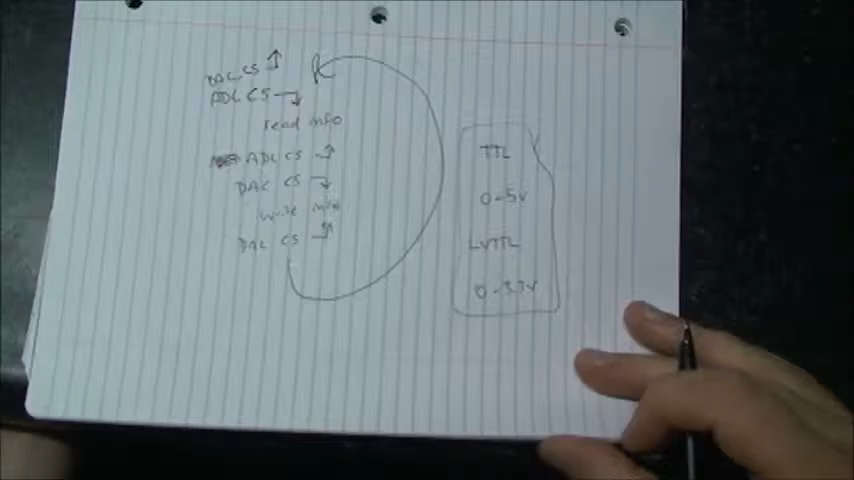 DAC CS ↑
ADC CS ↓
read info
ADC CS ↑
DAC CS ↓
write info
DAC CS ↑
TTL
0-5V
LVTTL
0-3.3V